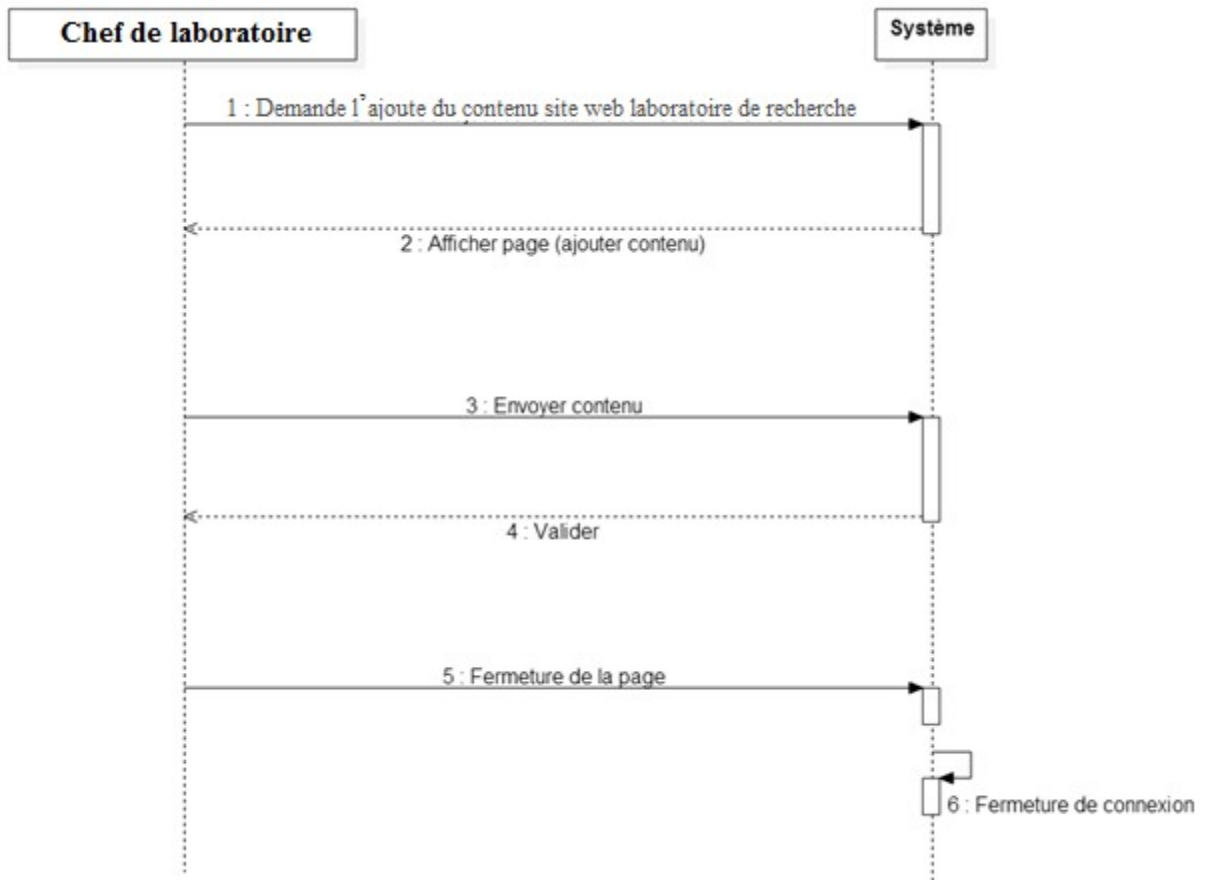 Chef de laboratoire
Système
1 : Demande l'ajoute du contenu site web laboratoire de recherche
2 : Afficher page (ajouter contenu)
3 : Envoyer contenu
4 : Valider
5 : Fermeture de la page
6 : Fermeture de connexion